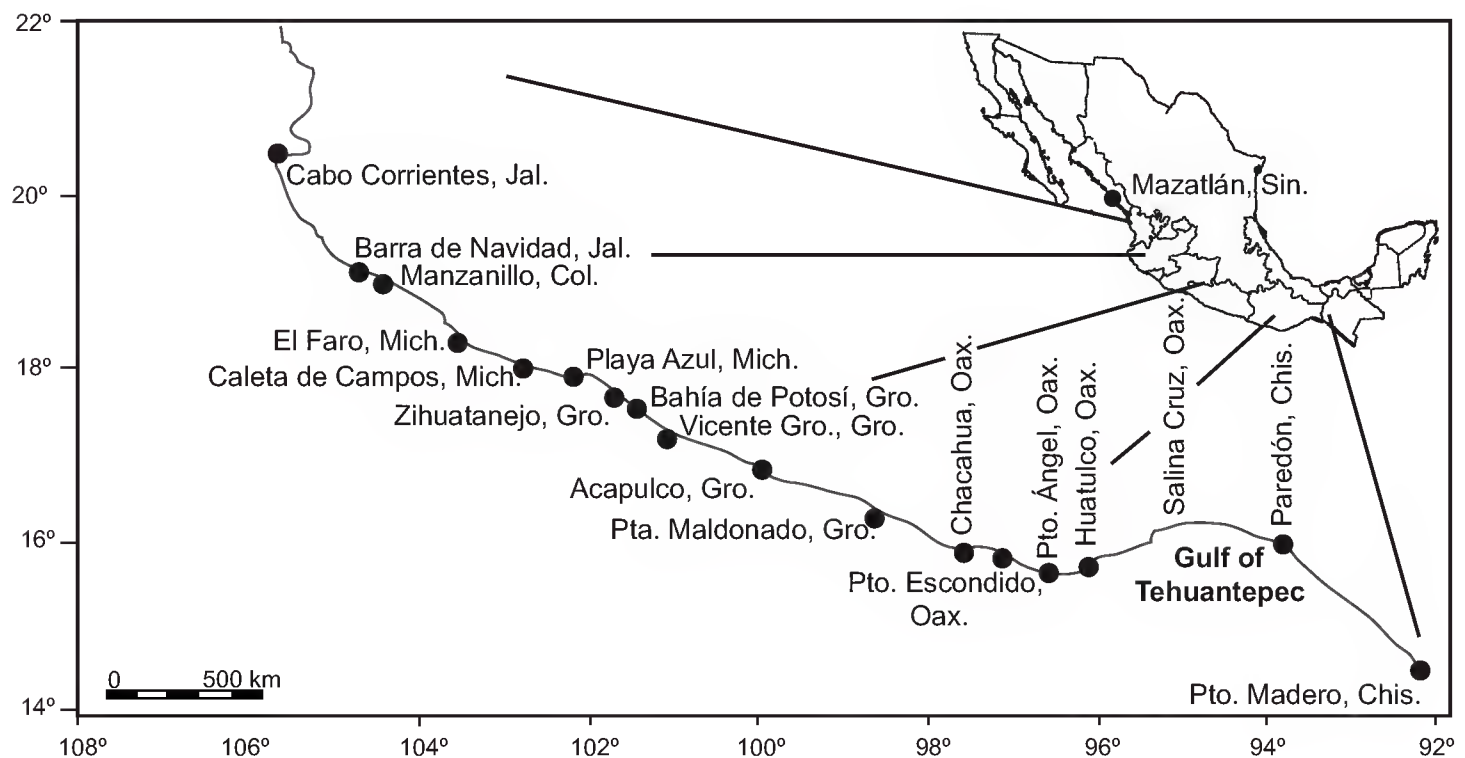 22º
20º
18º
16º
14º
Cabo Corrientes, Jal.
Mazatlán, Sin.
Barra de Navidad, Jal.
Manzanillo, Col.
El Faro, Mich.
Caleta de Campos, Mich.
Playa Azul, Mich.
Zihuatanejo, Gro.
Bahía de Potosí, Gro.
Vicente Gro., Gro.
Acapulco, Gro.
Pta. Maldonado, Gro.
Chacahua, Oax.
Pto. Escondido,
Oax.
Pto. Ángel, Oax.
Huatulco, Oax.
Salina Cruz, Oax.
Paredón, Chis.
Gulf of
Tehuantepec
Pto. Madero, Chis.
0 500 km
108º 106º 104º 102º 100º 98º 96º 94º 92º